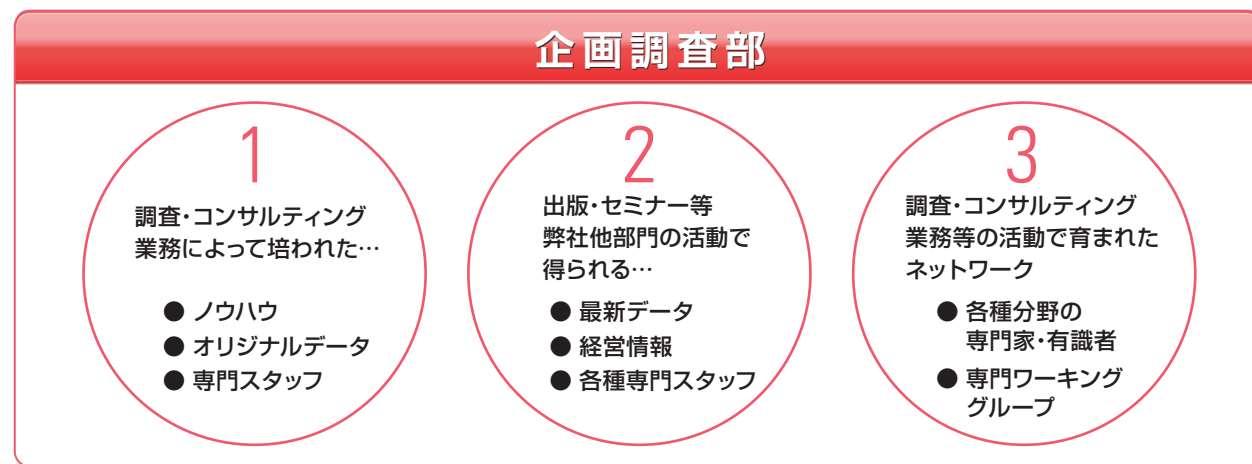 企画調査部
1
調査・コンサルティング
業務によって培われた…
● ノウハウ
● オリジナルデータ
● 専門スタッフ
2
出版・セミナー等
弊社他部門の活動で
得られる…
● 最新データ
● 経営情報
● 各種専門スタッフ
3
調査・コンサルティング
業務等の活動で育まれた
ネットワーク
● 各種分野の
専門家・有識者
● 専門ワーキング
グループ